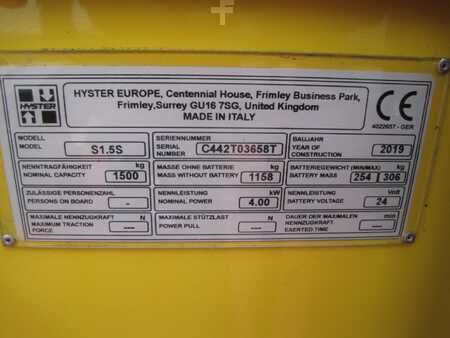 HYSTER
HYSTER EUROPE, Centennial House, Frimley Business Park,
Frimley,Surrey GU16 7SG, United Kingdom
MADE IN ITALY
CE
4022657 - GER
MODELL
MODEL
S1.5S
SERIENNUMMER
SERIAL
NUMBER
C442T03658T
BAUJAHR
YEAR OF
CONSTRUCTION
2019
NENNTRAGFÄHIGKEIT kg
NOMINAL CAPACITY
1500
MASSE OHNE BATTERIE kg
MASS WITHOUT BATTERY
1158
BATTERIEGEWICHT (MIN/MAX) kg
BATTERY MASS
254 306
ZULÄSSIGE PERSONENZAHL
PERSONS ON BOARD
-
NENNLEISTUNG kW
NOMINAL POWER
4.00
NENNLEISTUNG Volt
BATTERY VOLTAGE
24
MAXIMALE NENNZUGKRAFT N
MAXIMUM TRACTION
FORCE
---
MAXIMALE STÜTZLAST N
POWER PULL
---
DAUER DER MAXIMALEN min
NENNZUGKRAFT
EXERTED TIME
---